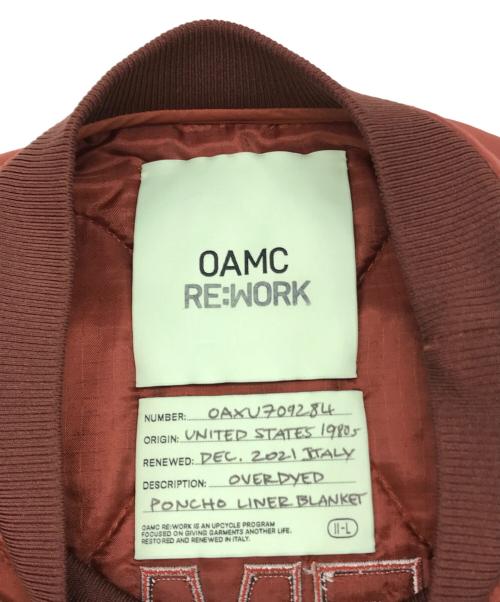 OAMC
RE:WORK
NUMBER: OAXU709284
ORIGIN: UNITED STATES 1980s
RENEWED: DEC. 2021 ITALY
DESCRIPTION: OVERDYED
PONCHO LINER BLANKET
OAMC RE:WORK IS AN UPCYCLE PROGRAM
FOCUSED ON GIVING GARMENTS ANOTHER LIFE.
RESTORED AND RENEWED IN ITALY.
II-L